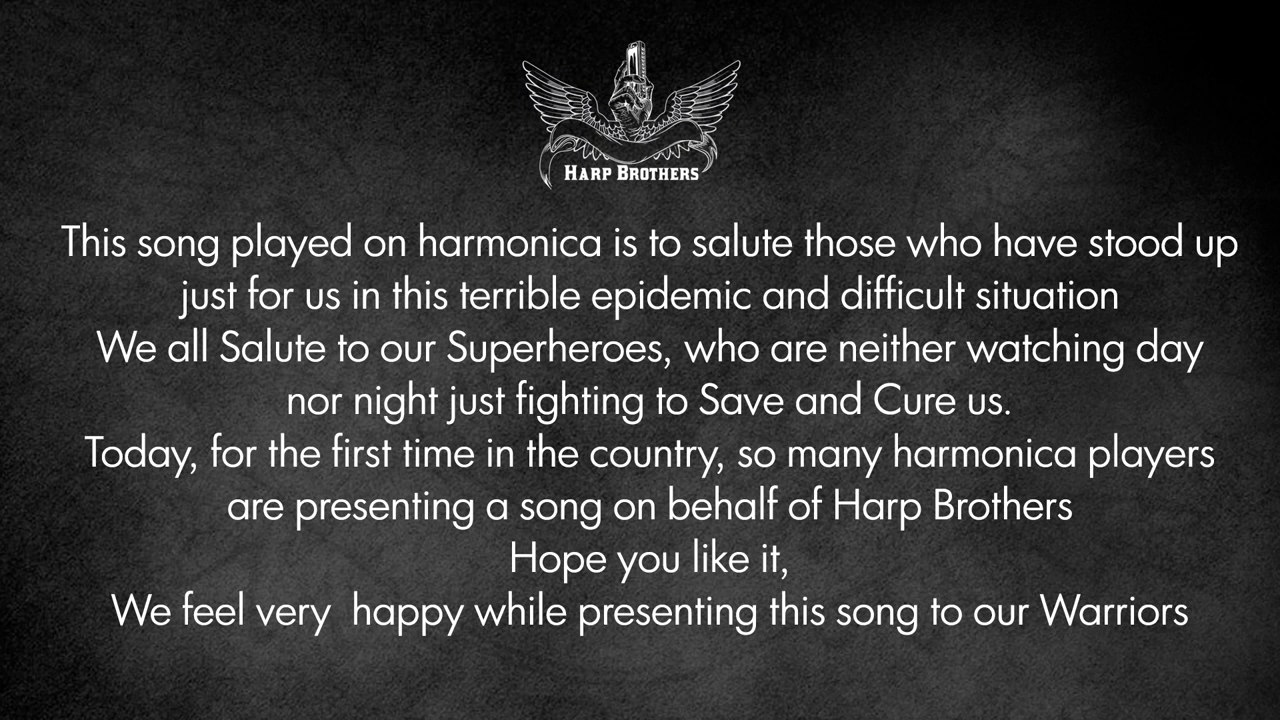 HARP BROTHERS
This song played on harmonica is to salute those who have stood up
just for us in this terrible epidemic and difficult situation
We all Salute to our Superheroes, who are neither watching day
nor night just fighting to Save and Cure us.
Today, for the first time in the country, so many harmonica players
are presenting a song on behalf of Harp Brothers
Hope you like it,
We feel very  happy while presenting this song to our Warriors